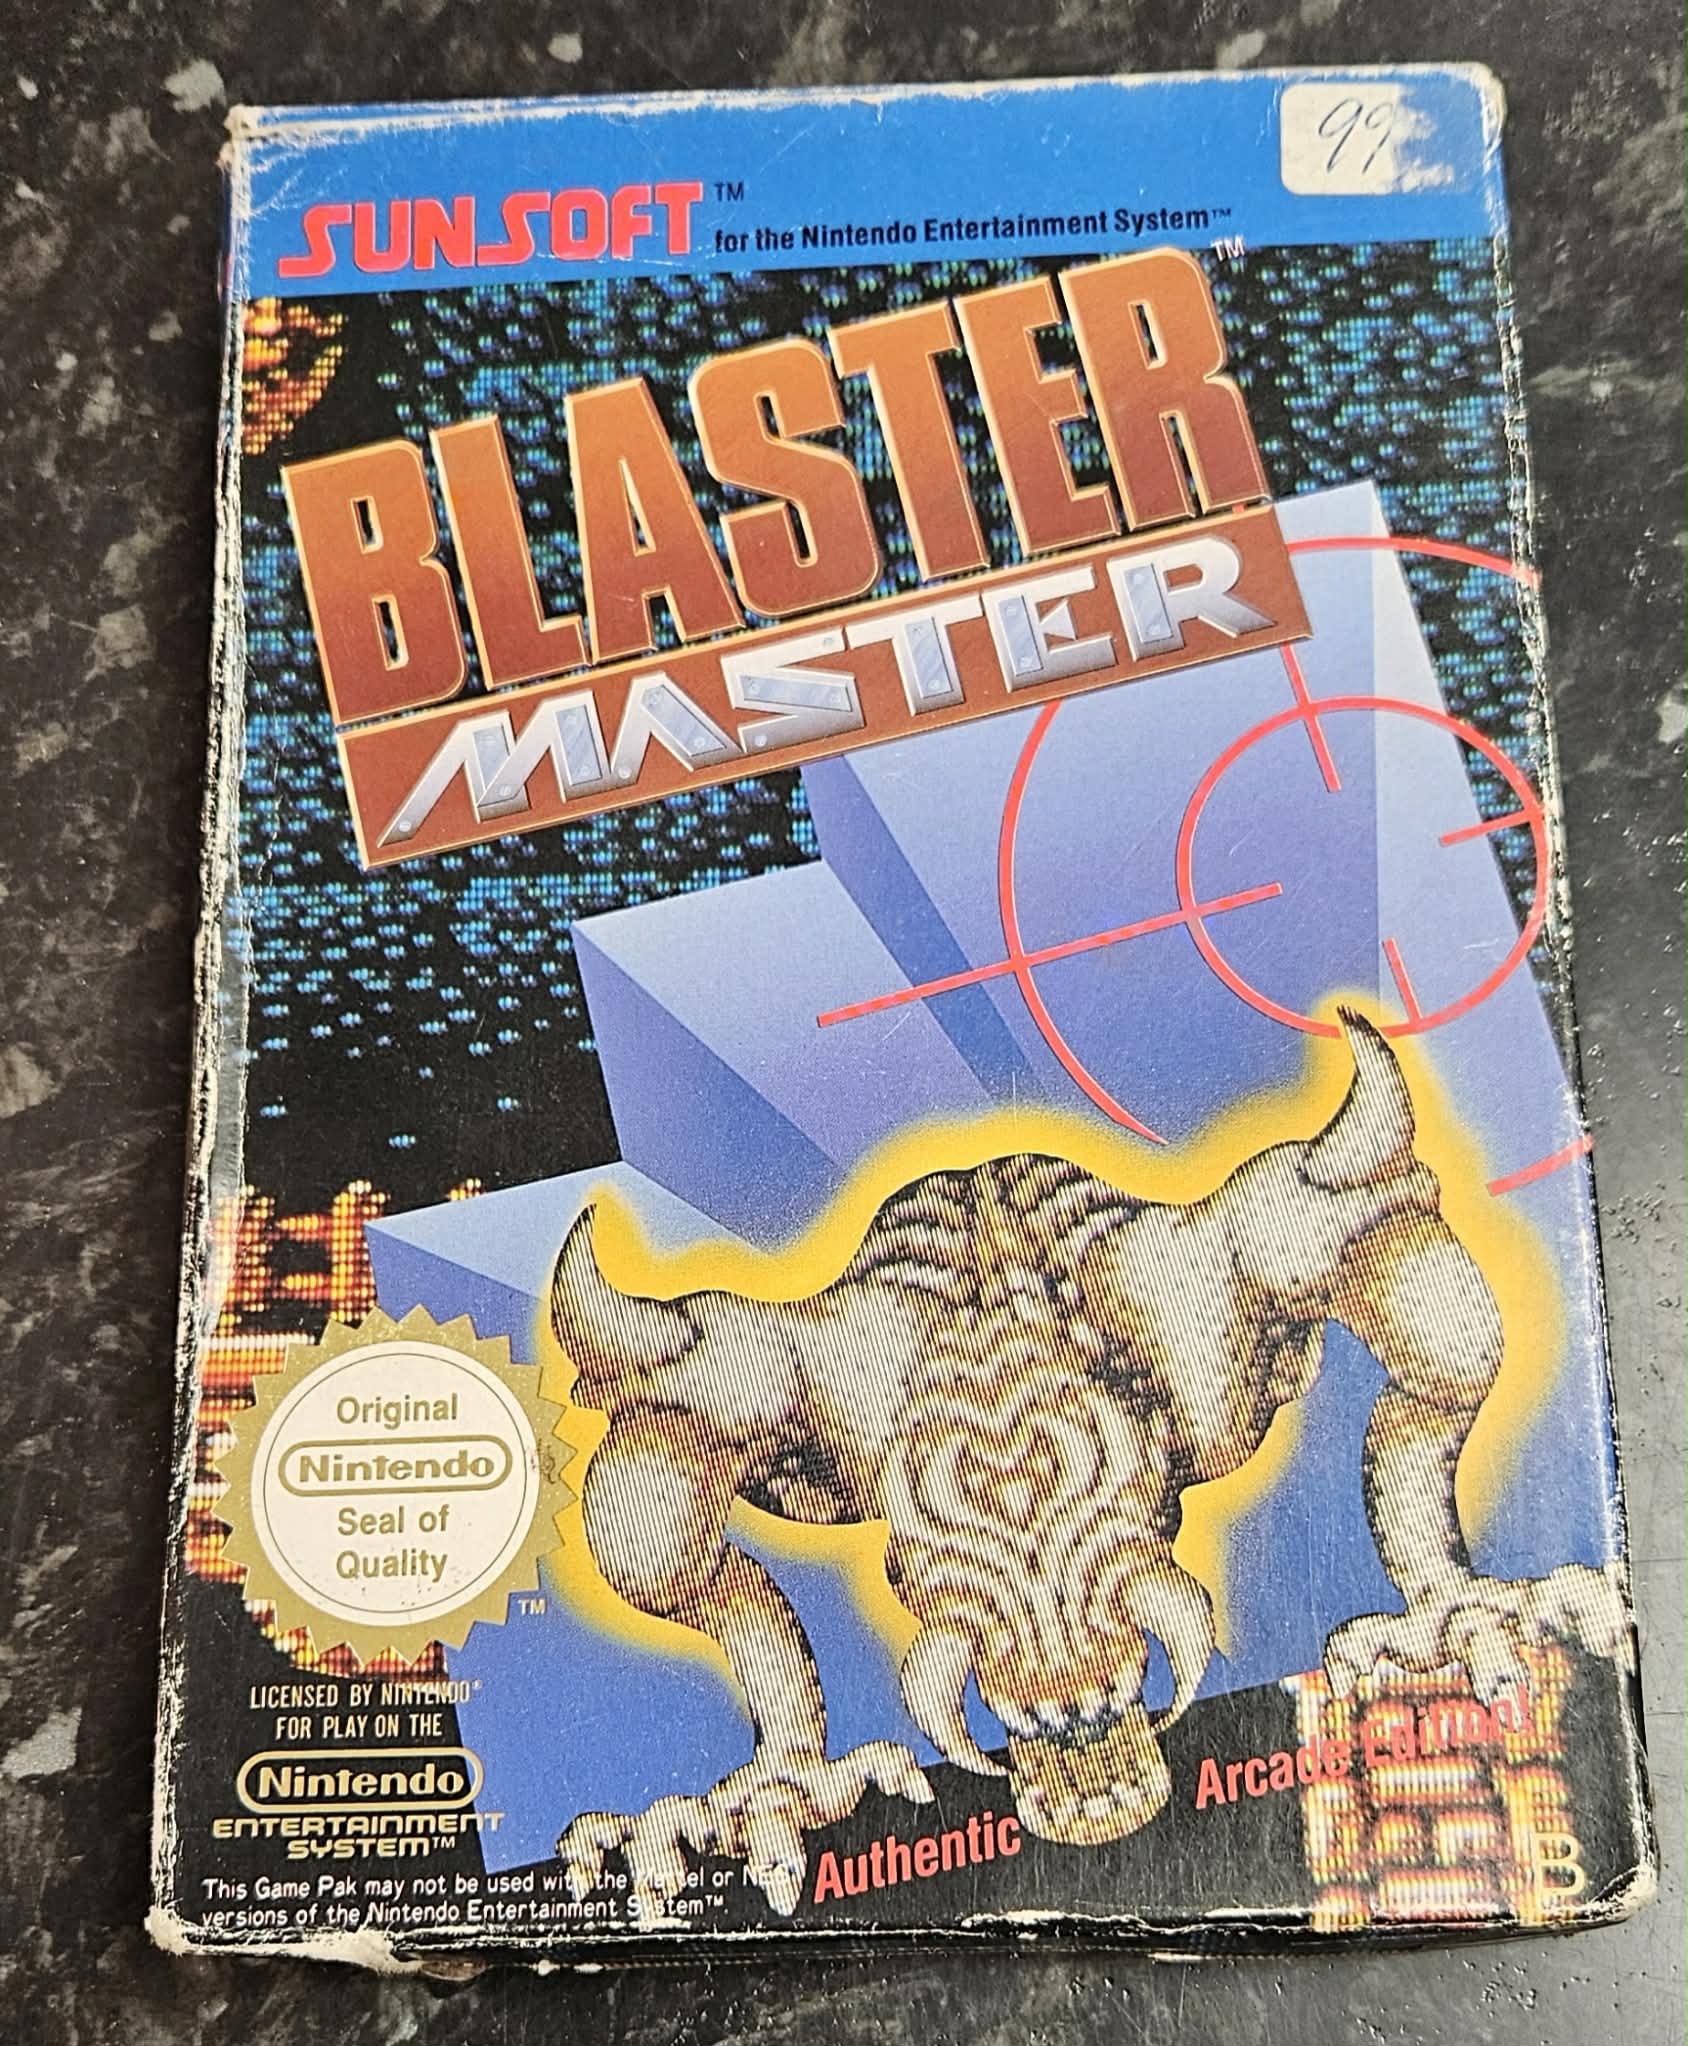 99
SUNSOFT™
for the Nintendo Entertainment System™
BLASTER™
MASTER
Original
Nintendo
Seal of
Quality
TM
LICENSED BY NINTENDO®
FOR PLAY ON THE
Nintendo
ENTERTAINMENT
SYSTEM™
This Game Pak may not be used with the or
versions of the Nintendo Entertainment System™.
Authentic
Arcade Edition!
B